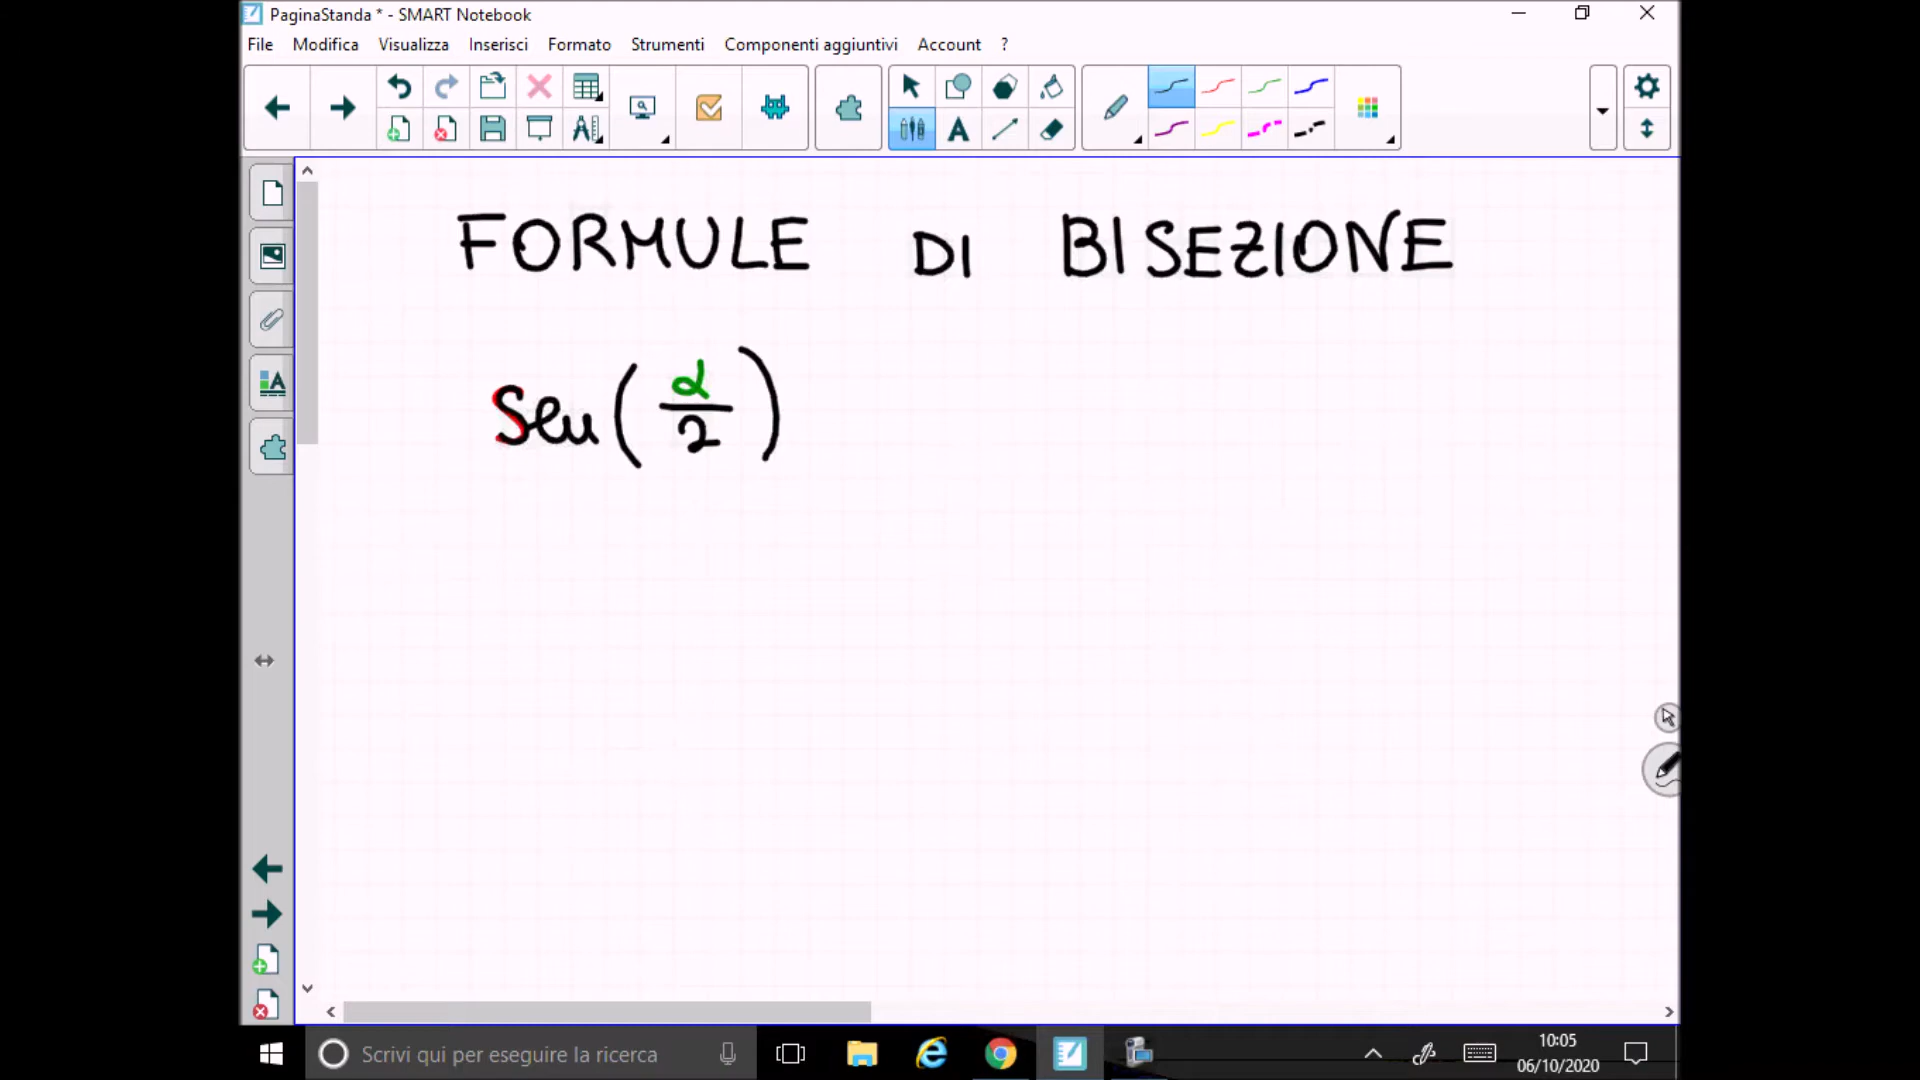 PaginaStanda * - SMART Notebook
File Modifica Visualizza Inserisci Formato Strumenti Componenti aggiuntivi Account ?
FORMULE DI BISEZIONE
Sen ( α/2 )
Scrivi qui per eseguire la ricerca
10:05
06/10/2020